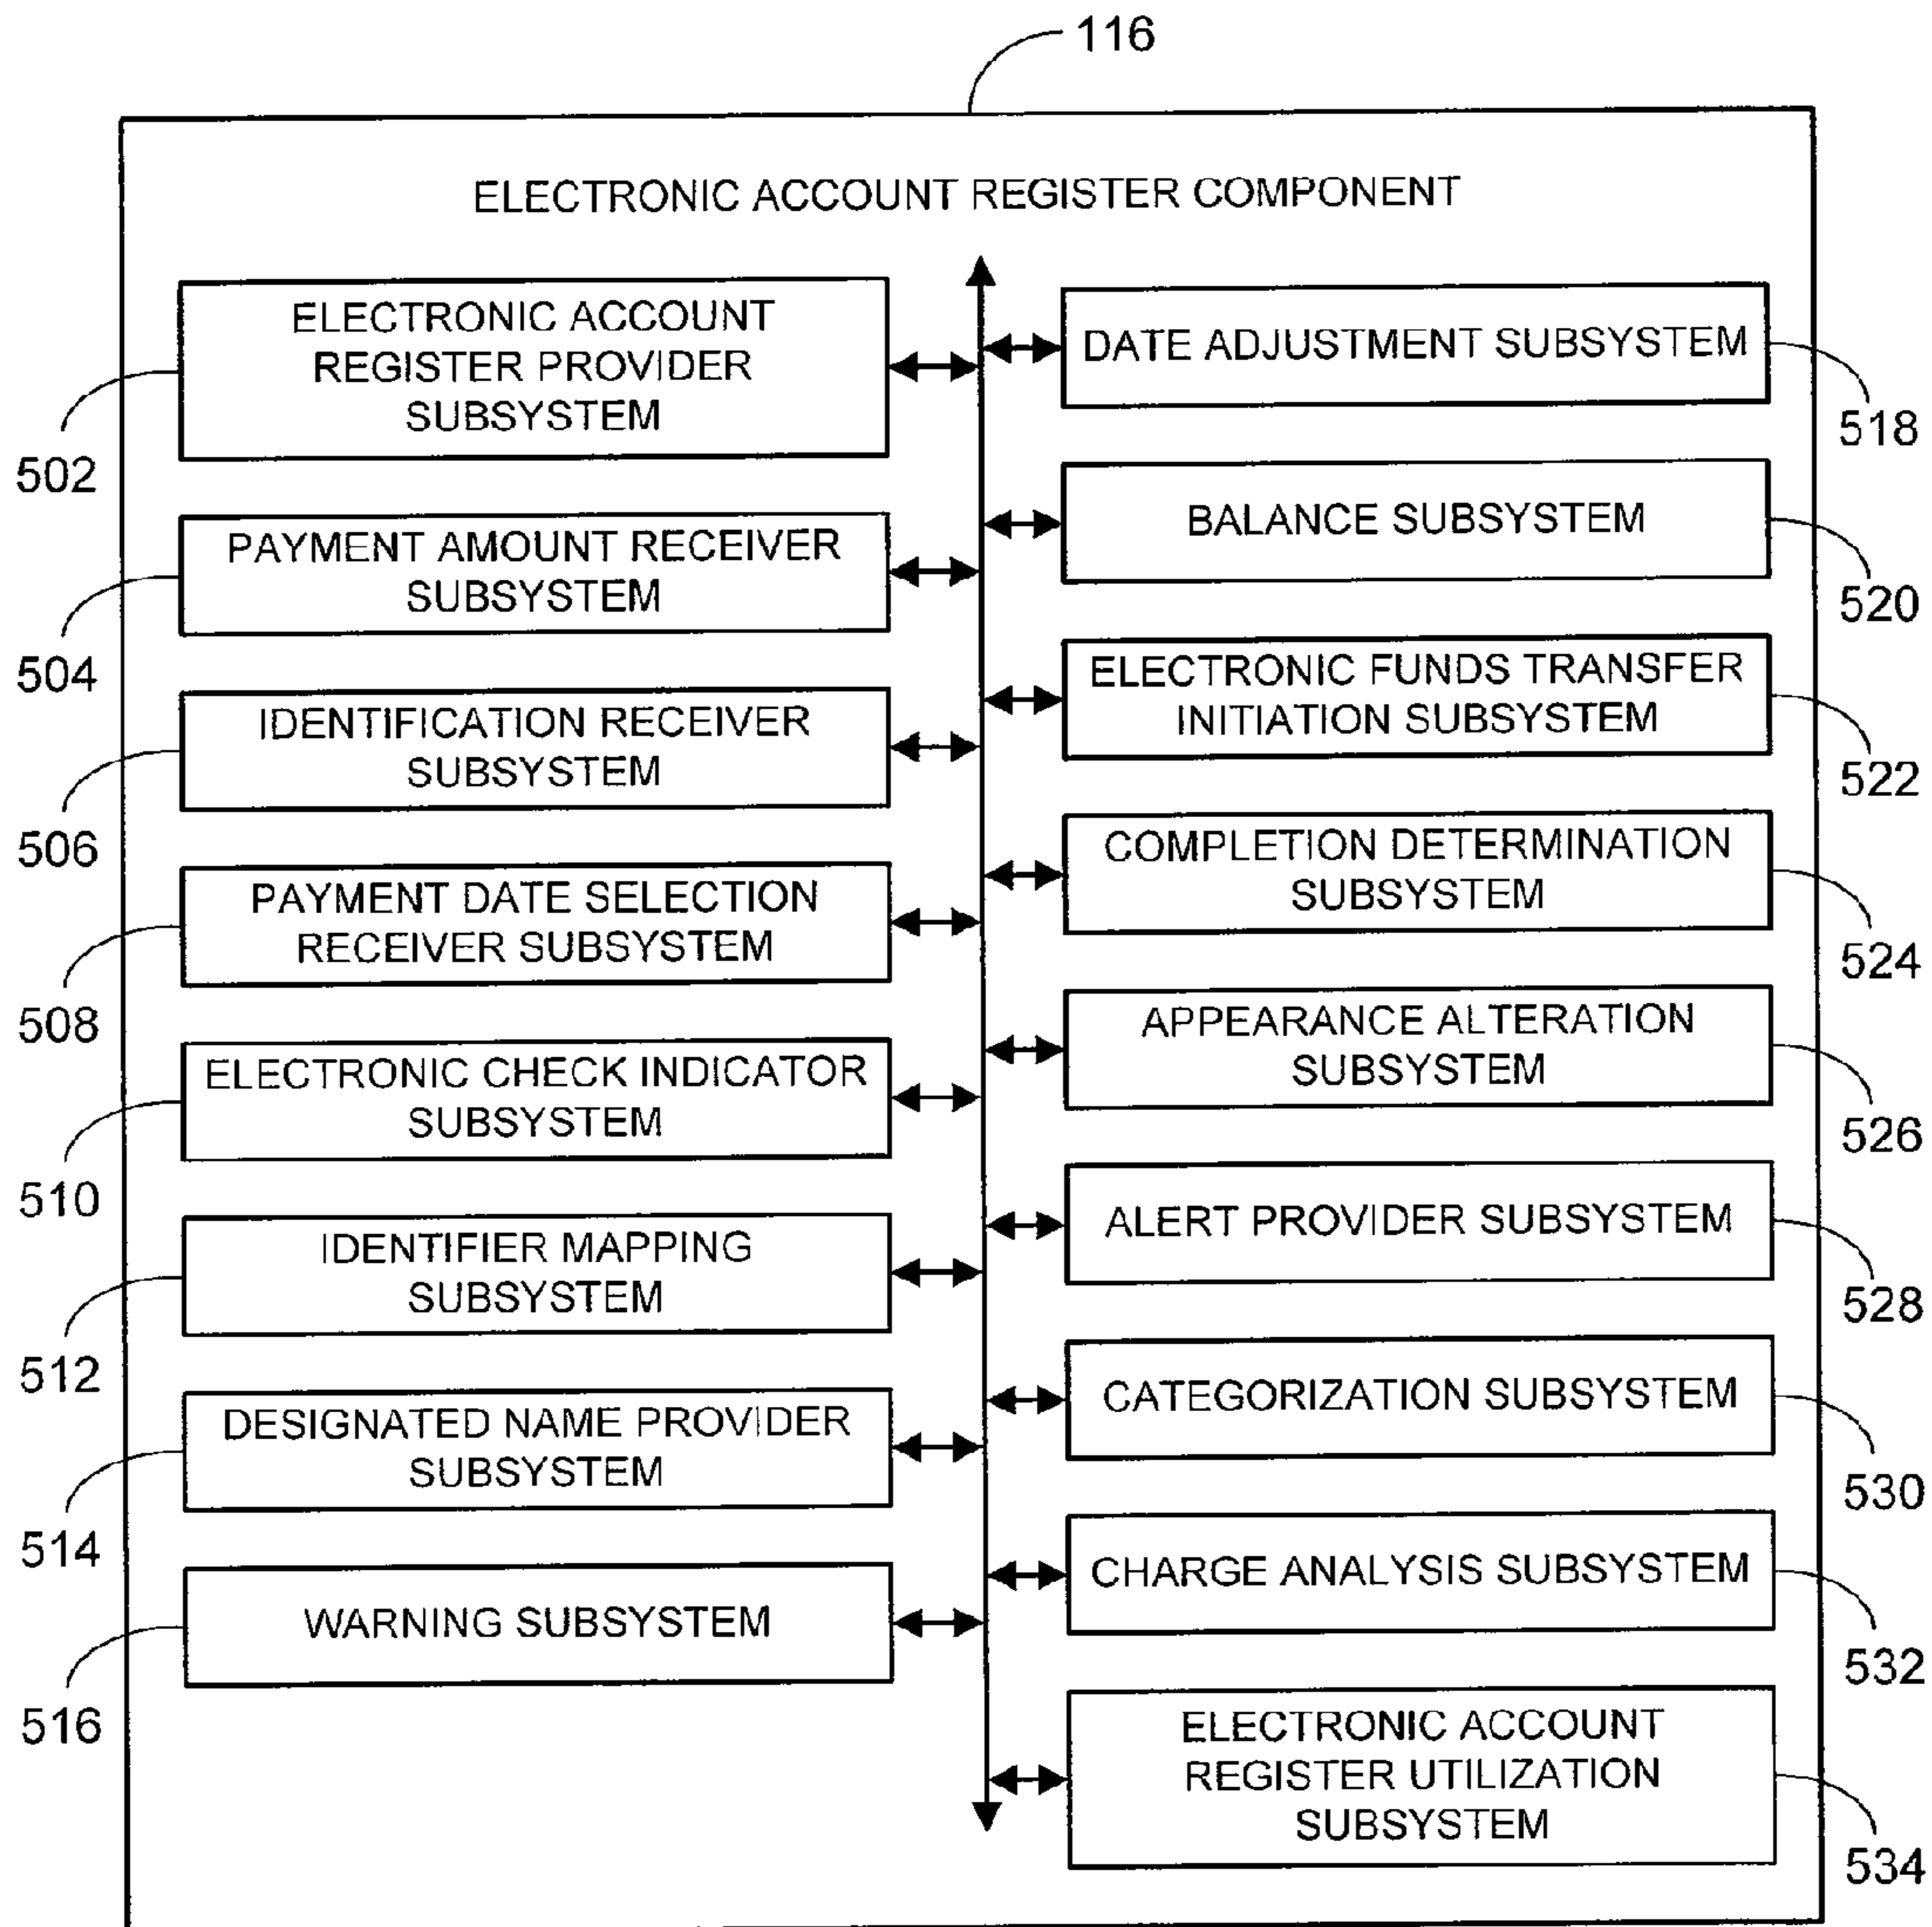 116
ELECTRONIC ACCOUNT REGISTER COMPONENT
ELECTRONIC ACCOUNT
REGISTER PROVIDER
SUBSYSTEM
502
PAYMENT AMOUNT RECEIVER
SUBSYSTEM
504
IDENTIFICATION RECEIVER
SUBSYSTEM
506
PAYMENT DATE SELECTION
RECEIVER SUBSYSTEM
508
ELECTRONIC CHECK INDICATOR
SUBSYSTEM
510
IDENTIFIER MAPPING
SUBSYSTEM
512
DESIGNATED NAME PROVIDER
SUBSYSTEM
514
WARNING SUBSYSTEM
516
DATE ADJUSTMENT SUBSYSTEM
518
BALANCE SUBSYSTEM
520
ELECTRONIC FUNDS TRANSFER
INITIATION SUBSYSTEM
522
COMPLETION DETERMINATION
SUBSYSTEM
524
APPEARANCE ALTERATION
SUBSYSTEM
526
ALERT PROVIDER SUBSYSTEM
528
CATEGORIZATION SUBSYSTEM
530
CHARGE ANALYSIS SUBSYSTEM
532
ELECTRONIC ACCOUNT
REGISTER UTILIZATION
SUBSYSTEM
534